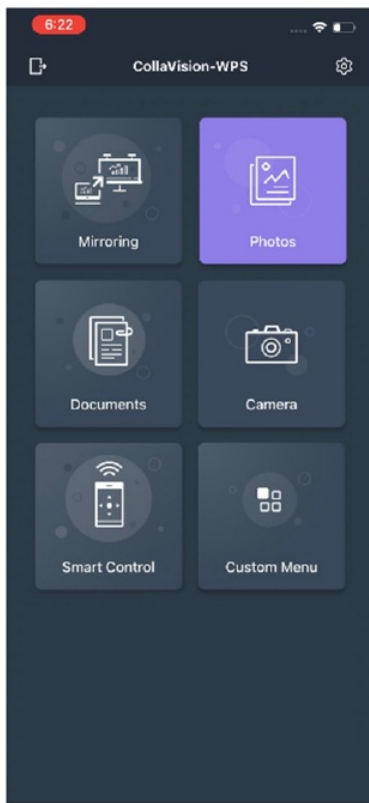 6:22
CollaVision-WPS
Mirroring
Photos
Documents
Camera
Smart Control
Custom Menu